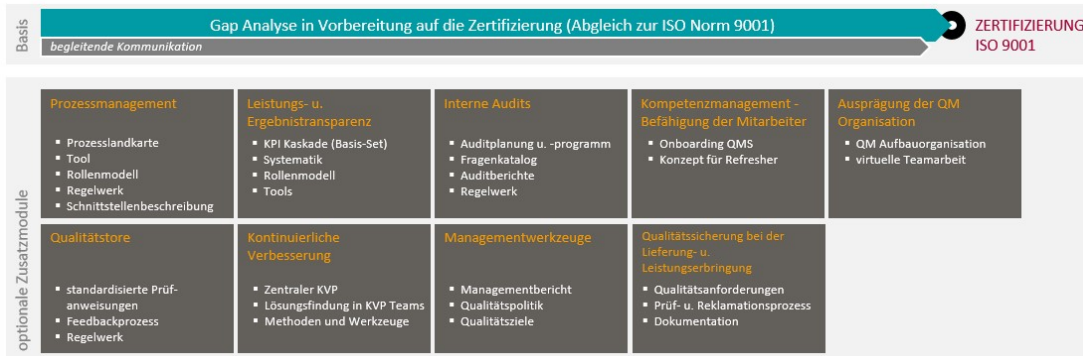 Basis
Gap Analyse in Vorbereitung auf die Zertifizierung (Abgleich zur ISO Norm 9001)
begleitende Kommunikation
ZERTIFIZIERUNG
ISO 9001
optionale Zusatzmodule
Prozessmanagement
▪ Prozesslandkarte
▪ Tool
▪ Rollenmodell
▪ Regelwerk
▪ Schnittstellenbeschreibung
Leistungs- u.
Ergebnistransparenz
▪ KPI Kaskade (Basis-Set)
▪ Systematik
▪ Rollenmodell
▪ Tools
Interne Audits
▪ Auditplanung u. -programm
▪ Fragenkatalog
▪ Auditberichte
▪ Regelwerk
Kompetenzmanagement -
Befähigung der Mitarbeiter
▪ Onboarding QMS
▪ Konzept für Refresher
Ausprägung der QM
Organisation
▪ QM Aufbauorganisation
▪ virtuelle Teamarbeit
Qualitätstore
▪ standardisierte Prüf-
anweisungen
▪ Feedbackprozess
▪ Regelwerk
Kontinuierliche
Verbesserung
▪ Zentraler KVP
▪ Lösungsfindung in KVP Teams
▪ Methoden und Werkzeuge
Managementwerkzeuge
▪ Managementbericht
▪ Qualitätspolitik
▪ Qualitätsziele
Qualitätssicherung bei der
Lieferung- u.
Leistungserbringung
▪ Qualitätsanforderungen
▪ Prüf- u. Reklamationsprozess
▪ Dokumentation